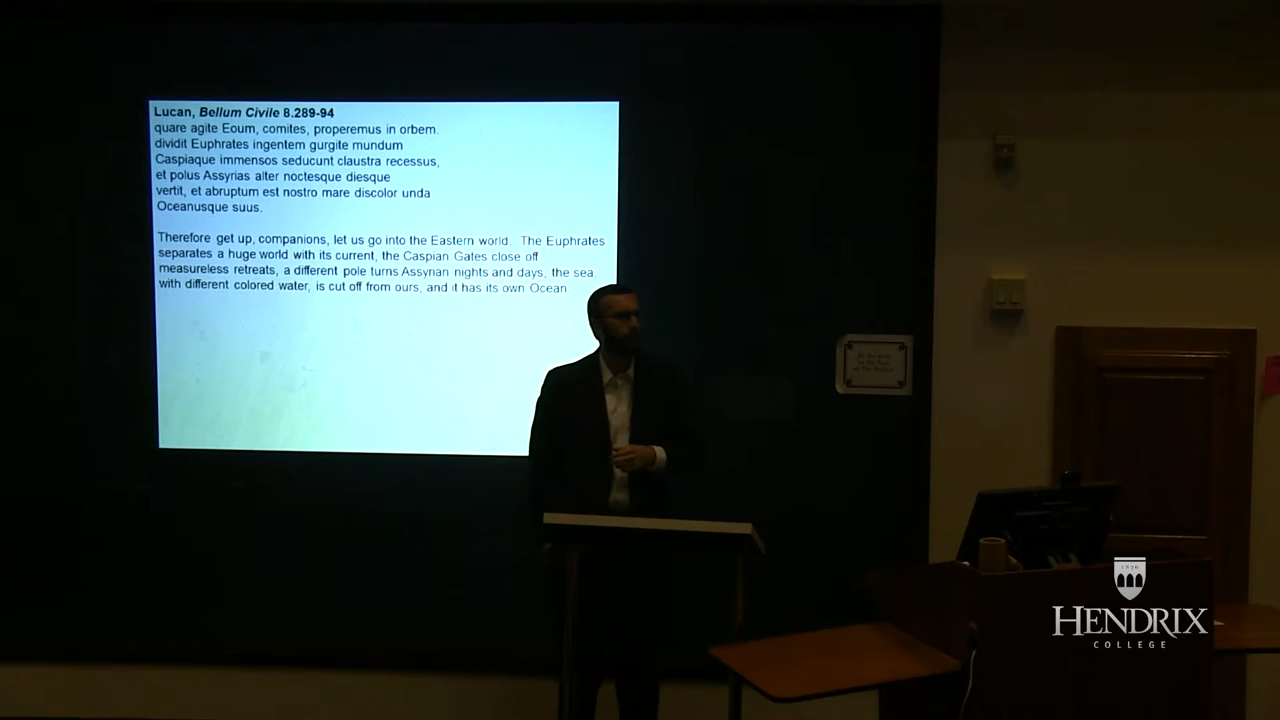 Lucan, Bellum Civile 8.289-94
quare agite Eoum, comites, properemus in orbem.
dividit Euphrates ingentem gurgite mundum
Caspiaque immensos seducunt claustra recessus,
et polus Assyrias alter noctesque diesque
vertit, et abruptum est nostro mare discolor unda
Oceanusque suus.
Therefore get up, companions, let us go into the Eastern world. The Euphrates
separates a huge world with its current, the Caspian Gates close off
measureless retreats, a different pole turns Assyrian nights and days, the sea,
with different colored water, is cut off from ours, and it has its own Ocean.
1876
HENDRIX
COLLEGE